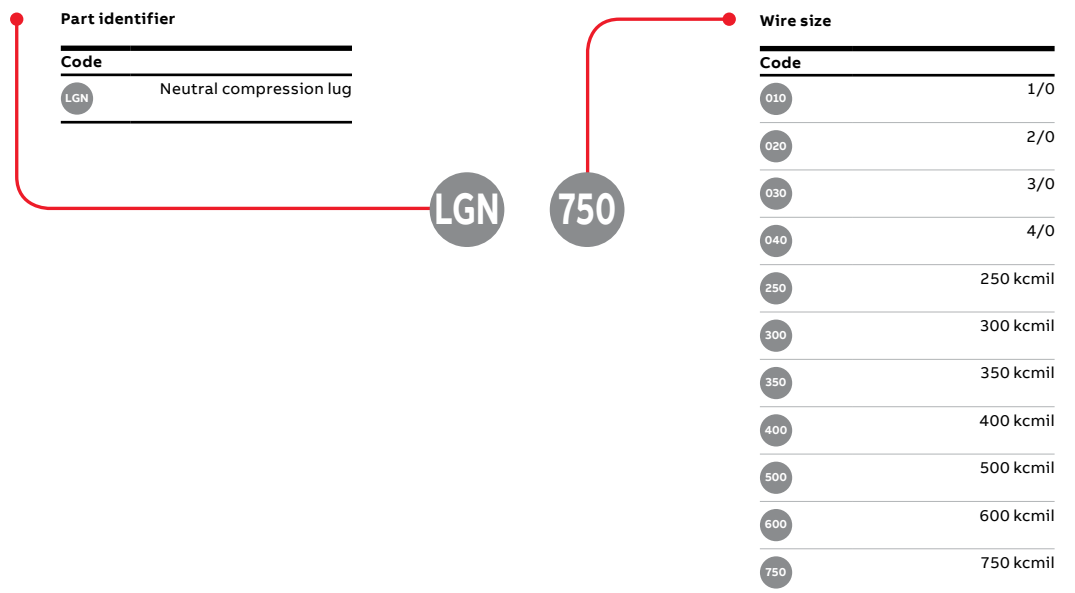 Part identifier
Code
LGN Neutral compression lug
LGN 750
Wire size
Code
010 1/0
020 2/0
030 3/0
040 4/0
250 250 kcmil
300 300 kcmil
350 350 kcmil
400 400 kcmil
500 500 kcmil
600 600 kcmil
750 750 kcmil